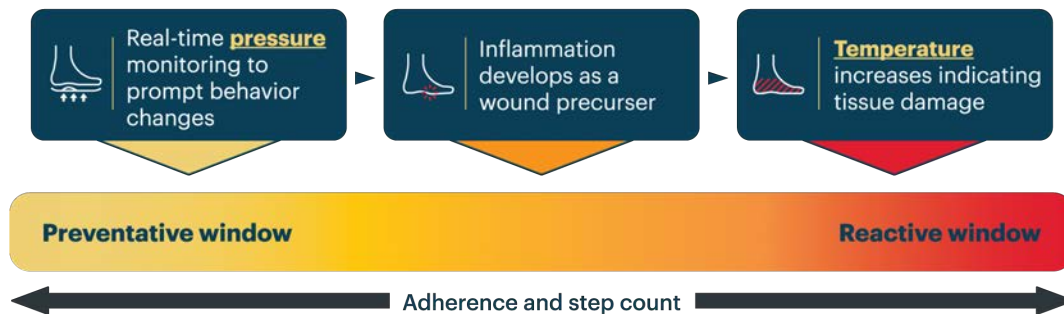 Real-time pressure
monitoring to
prompt behavior
changes
Inflammation
develops as a
wound precurser
Temperature
increases indicating
tissue damage
Preventative window
Reactive window
Adherence and step count